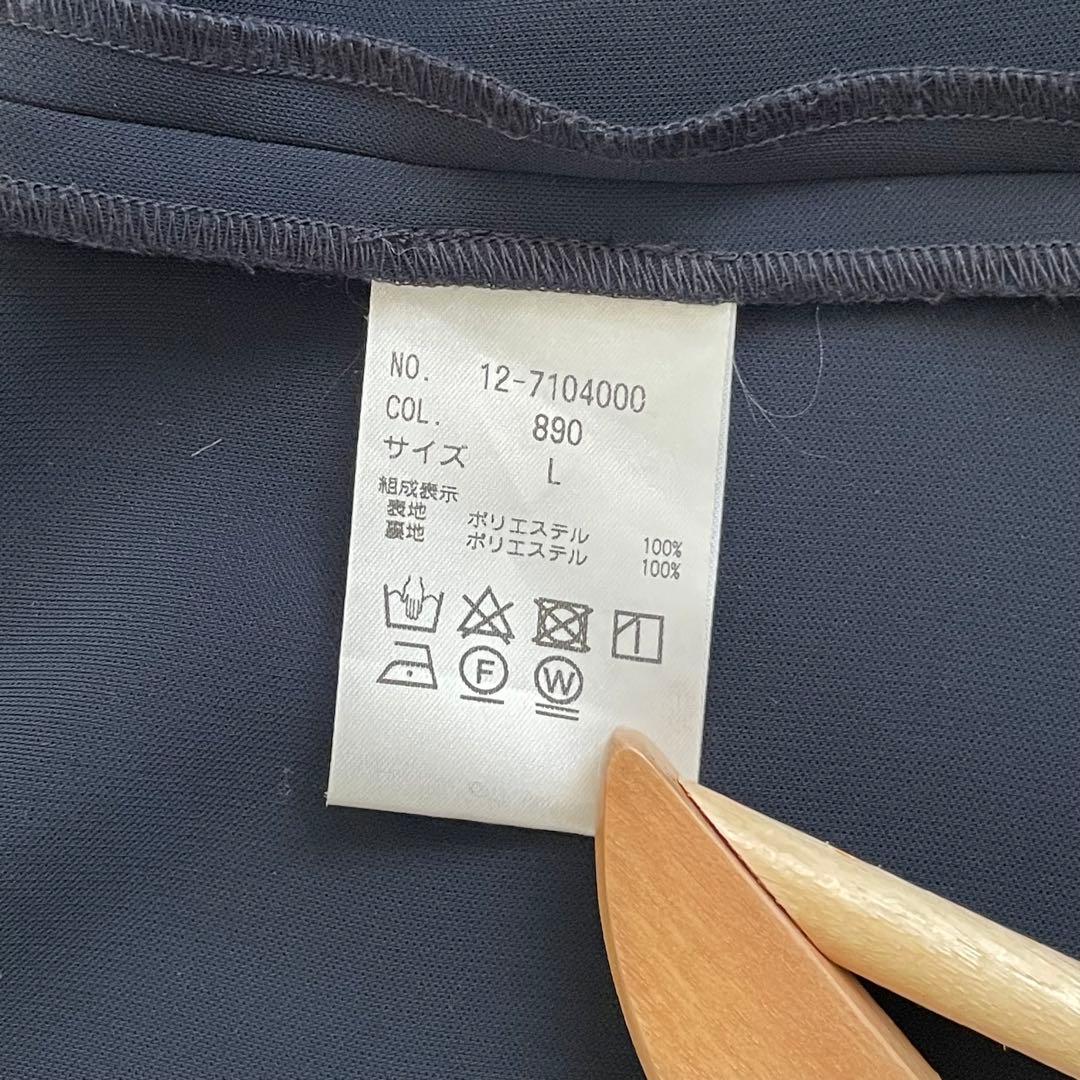 NO. 12-7104000
COL. 890
サイズ L
組成表示
表地 ポリエステル 100%
裏地 ポリエステル 100%
F
W